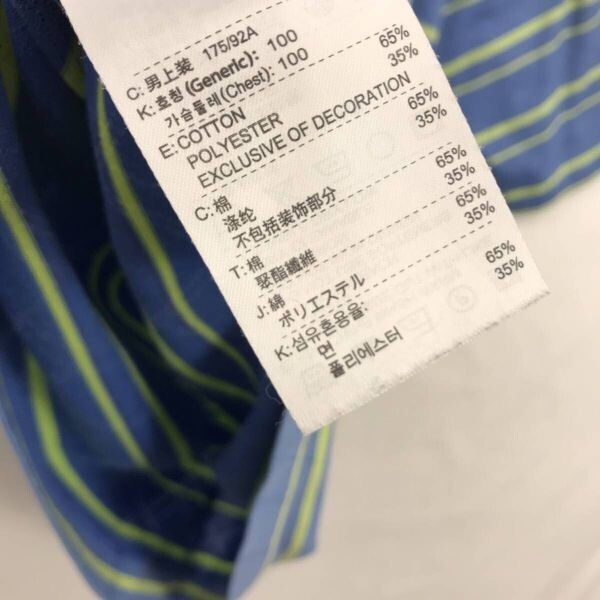 C: 男上装 175/92A
K: 호칭(Generic): 100
가슴둘레(Chest): 100
E: COTTON 65%
POLYESTER 35%
EXCLUSIVE OF DECORATION
C: 棉 65%
涤纶 35%
不包括装饰部分
T: 棉 65%
聚酯纖維 35%
J: 綿 65%
ポリエステル 35%
K: 섬유혼용율:
면 65%
폴리에스터 35%